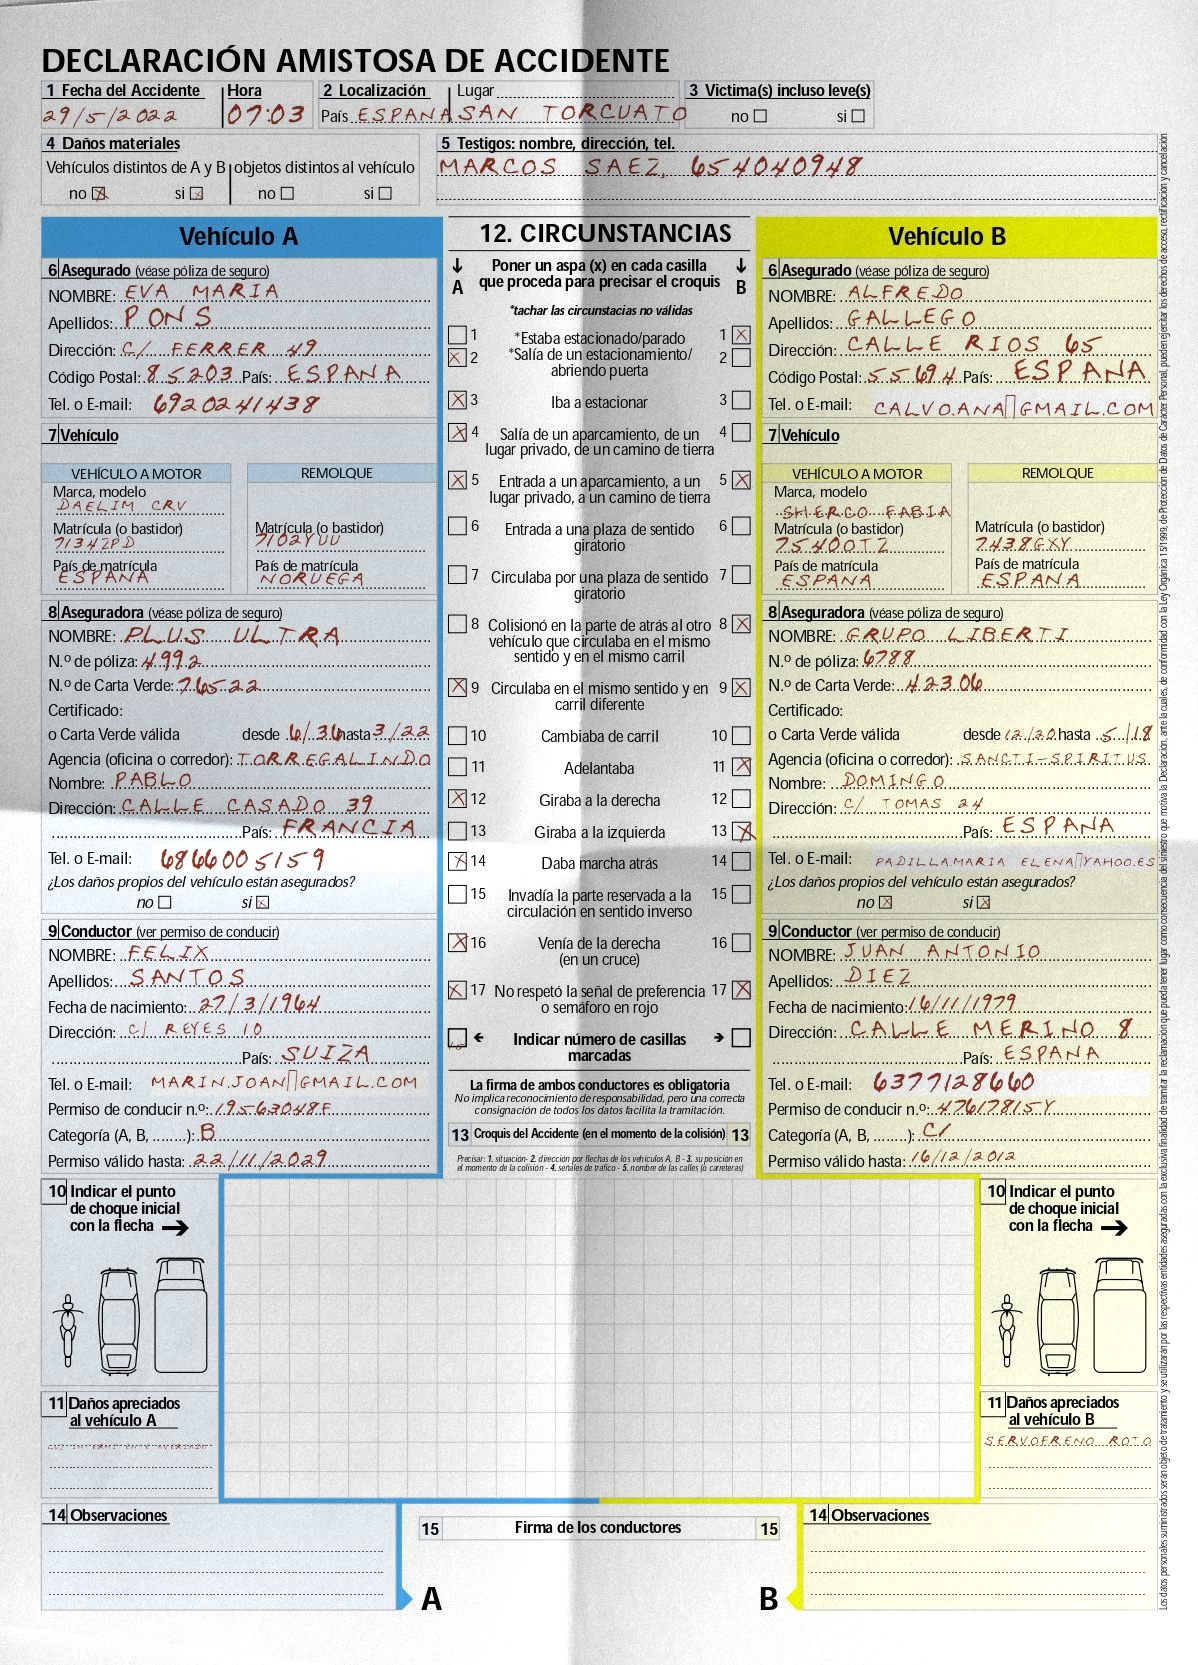 DECLARACIÓN AMISTOSA DE ACCIDENTE
1 Fecha del Accidente Hora 2 Localización Lugar 3 Victima(s) incluso leve(s)
29/5/2022 07:03 País ESPANA SAN TORCUATO no si
4 Daños materiales
Vehículos distintos de A y B objetos distintos al vehículo
no X si X no si
5 Testigos: nombre, dirección, tel.
MARCOS SAEZ, 654040948
Vehículo A
6 Asegurado (véase póliza de seguro)
NOMBRE: EVA MARIA
Apellidos: PONS
Dirección: C/ FERRER 49
Código Postal: 85203 País: ESPANA
Tel. o E-mail: 6920241438
7 Vehículo
VEHÍCULO A MOTOR REMOLQUE
Marca, modelo
DAELIM CRV
Matrícula (o bastidor) Matrícula (o bastidor)
7134ZPD 7102YUU
País de matrícula País de matrícula
ESPANA NORUEGA
8 Aseguradora (véase póliza de seguro)
NOMBRE: PLUS ULTRA
N.º de póliza: 4992
N.º de Carta Verde: 76522
Certificado:
o Carta Verde válida desde 6/36 hasta 3/22
Agencia (oficina o corredor): TORREGALINDO
Nombre: PABLO
Dirección: CALLE CASADO 39
País: FRANCIA
Tel. o E-mail: 6866005159
¿Los daños propios del vehículo están asegurados?
no si X
9 Conductor (ver permiso de conducir)
NOMBRE: FELIX
Apellidos: SANTOS
Fecha de nacimiento: 27/3/1964
Dirección: C/ REYES 10
País: SUIZA
Tel. o E-mail: MARIN.JOAN▯GMAIL.COM
Permiso de conducir n.º: 19563048F
Categoría (A, B, ........): B
Permiso válido hasta: 22/11/2029
10 Indicar el punto
de choque inicial
con la flecha →
11 Daños apreciados
al vehículo A
14 Observaciones
12. CIRCUNSTANCIAS
↓ Poner un aspa (x) en cada casilla ↓
A que proceda para precisar el croquis B
*tachar las circunstacias no válidas
1 *Estaba estacionado/parado 1 X
X 2 *Salía de un estacionamiento/ 2
abriendo puerta
X 3 Iba a estacionar 3
X 4 Salía de un aparcamiento, de un 4
lugar privado, de un camino de tierra
X 5 Entrada a un aparcamiento, a un 5 X
lugar privado, a un camino de tierra
6 Entrada a una plaza de sentido 6
giratorio
7 Circulaba por una plaza de sentido 7
giratorio
8 Colisionó en la parte de atrás al otro 8 X
vehículo que circulaba en el mismo
sentido y en el mismo carril
X 9 Circulaba en el mismo sentido y en 9 X
carril diferente
10 Cambiaba de carril 10
11 Adelantaba 11 X
X 12 Giraba a la derecha 12
13 Giraba a la izquierda 13 X
X 14 Daba marcha atrás 14
15 Invadía la parte reservada a la 15
circulación en sentido inverso
X 16 Venía de la derecha 16
(en un cruce)
X 17 No respetó la señal de preferencia 17 X
o semáforo en rojo
← Indicar número de casillas →
marcadas
La firma de ambos conductores es obligatoria
No implica reconocimiento de responsabilidad, pero una correcta
consignación de todos los datos facilita la tramitación.
13 Croquis del Accidente (en el momento de la colisión) 13
Precisar: 1. situación- 2. dirección por flechas de los vehículos A, B - 3. su posición en
el momento de la colisión - 4. señales de tráfico - 5. nombre de las calles (o carreteras)
15 Firma de los conductores 15
A B
Vehículo B
6 Asegurado (véase póliza de seguro)
NOMBRE: ALFREDO
Apellidos: GALLEGO
Dirección: CALLE RIOS 65
Código Postal: 55694 País: ESPANA
Tel. o E-mail: CALVO.ANA▯GMAIL.COM
7 Vehículo
VEHÍCULO A MOTOR REMOLQUE
Marca, modelo
SHERCO FABIA
Matrícula (o bastidor) Matrícula (o bastidor)
7540OTZ 7438GXY
País de matrícula País de matrícula
ESPANA ESPANA
8 Aseguradora (véase póliza de seguro)
NOMBRE: GRUPO LIBERTI
N.º de póliza: 6788
N.º de Carta Verde: 42306
Certificado:
o Carta Verde válida desde 12/20 hasta 5/18
Agencia (oficina o corredor): SANCTI-SPIRITUS
Nombre: DOMINGO
Dirección: C/ TOMAS 24
País: ESPANA
Tel. o E-mail: PADILLA.MARIA ELENA▯YAHOO.ES
¿Los daños propios del vehículo están asegurados?
no X si X
9 Conductor (ver permiso de conducir)
NOMBRE: JUAN ANTONIO
Apellidos: DIEZ
Fecha de nacimiento: 16/11/1979
Dirección: CALLE MERINO 8
País: ESPANA
Tel. o E-mail: 6377128660
Permiso de conducir n.º: 47617815Y
Categoría (A, B, ........): C1
Permiso válido hasta: 16/12/2012
10 Indicar el punto
de choque inicial
con la flecha →
11 Daños apreciados
al vehículo B
SERVOFRENO ROTO
14 Observaciones
Los datos personales suministrados seran objeto de tratamiento y se utilizarán por las respectivas entidades aseguradas con la exclusiva finalidad de tramitar la reclamación que pueda tener lugar como consecuencia del siniestro que motiva la Declaración, ante la cuales, de conformidad con la Ley Orgánica 15/1999, de Protección de Datos de Carácter Personal, pueden ejercitar los derechos de acceso, rectificación y cancelación